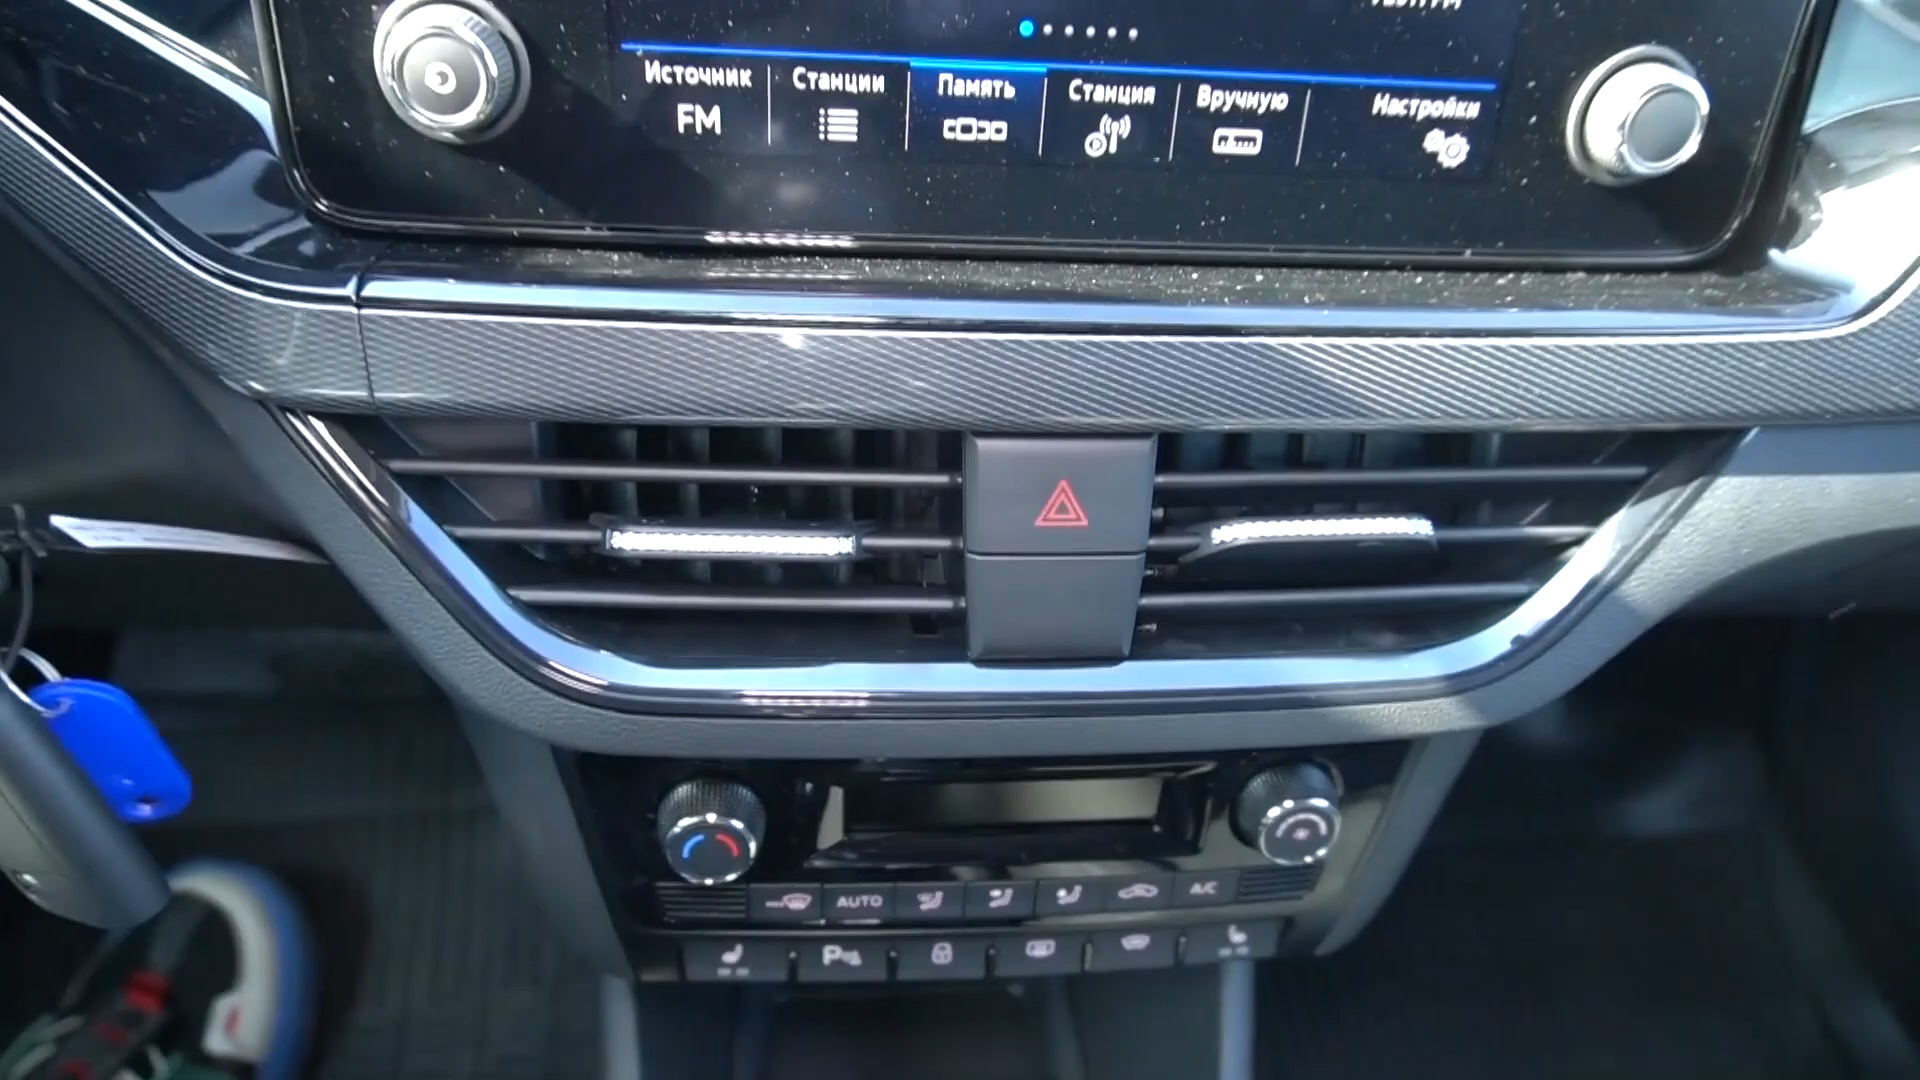 Источник Станции Память Станция Вручную Настройки
FM
AUTO A/C
P